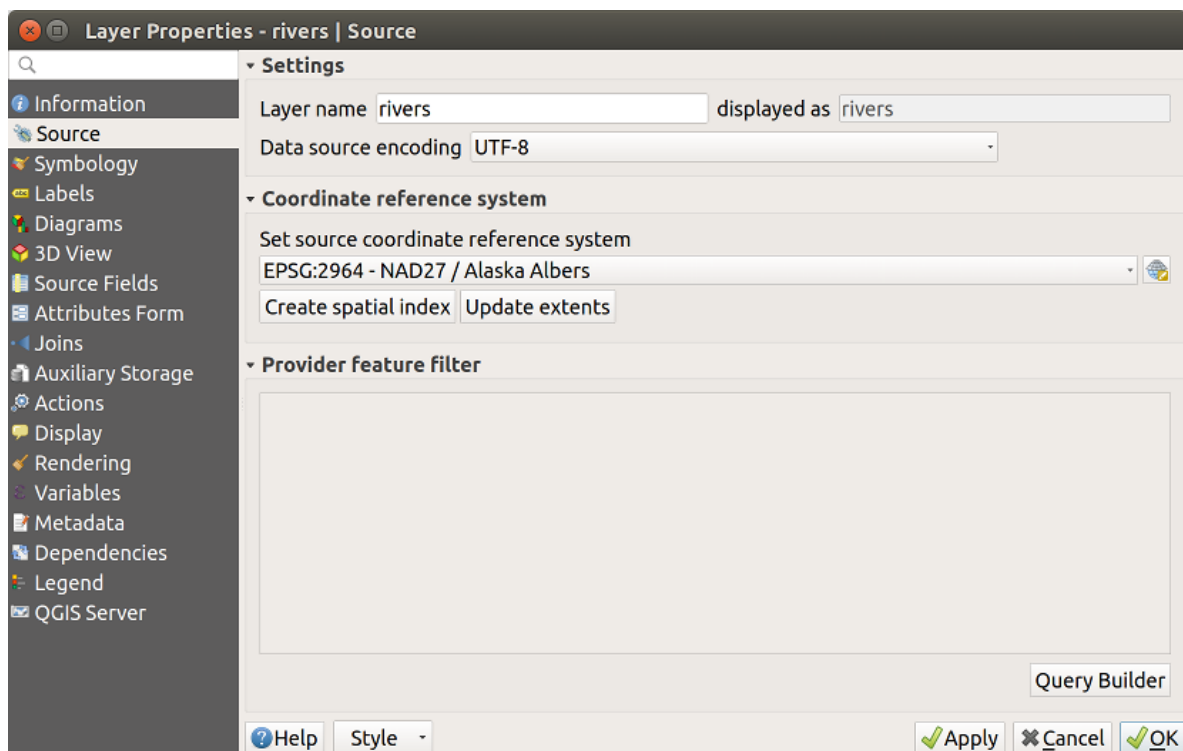 Layer Properties - rivers | Source
Information
Source
Symbology
Labels
Diagrams
3D View
Source Fields
Attributes Form
Joins
Auxiliary Storage
Actions
Display
Rendering
Variables
Metadata
Dependencies
Legend
QGIS Server
Settings
Layer name rivers displayed as rivers
Data source encoding UTF-8
Coordinate reference system
Set source coordinate reference system
EPSG:2964 - NAD27 / Alaska Albers
Create spatial index Update extents
Provider feature filter
Query Builder
Help Style Apply Cancel OK